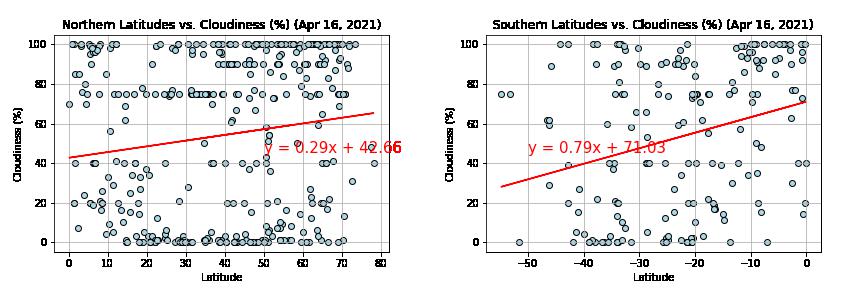 Northern Latitudes vs. Cloudiness (%) (Apr 16, 2021)
Cloudiness (%)
100
80
60
40
20
0
y = 0.29x + 42.66
0 10 20 30 40 50 60 70 80
Latitude
Southern Latitudes vs. Cloudiness (%) (Apr 16, 2021)
Cloudiness (%)
100
80
60
40
20
0
y = 0.79x + 71.03
−50 −40 −30 −20 −10 0
Latitude